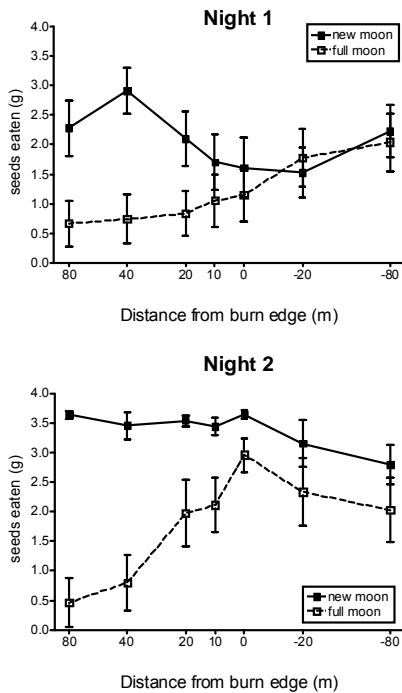 Night 1
new moon
full moon
seeds eaten (g)
4.0
3.5
3.0
2.5
2.0
1.5
1.0
0.5
0.0
80 40 20 10 0 -20 -80
Distance from burn edge (m)
Night 2
seeds eaten (g)
4.0
3.5
3.0
2.5
2.0
1.5
1.0
0.5
0.0
new moon
full moon
80 40 20 10 0 -20 -80
Distance from burn edge (m)